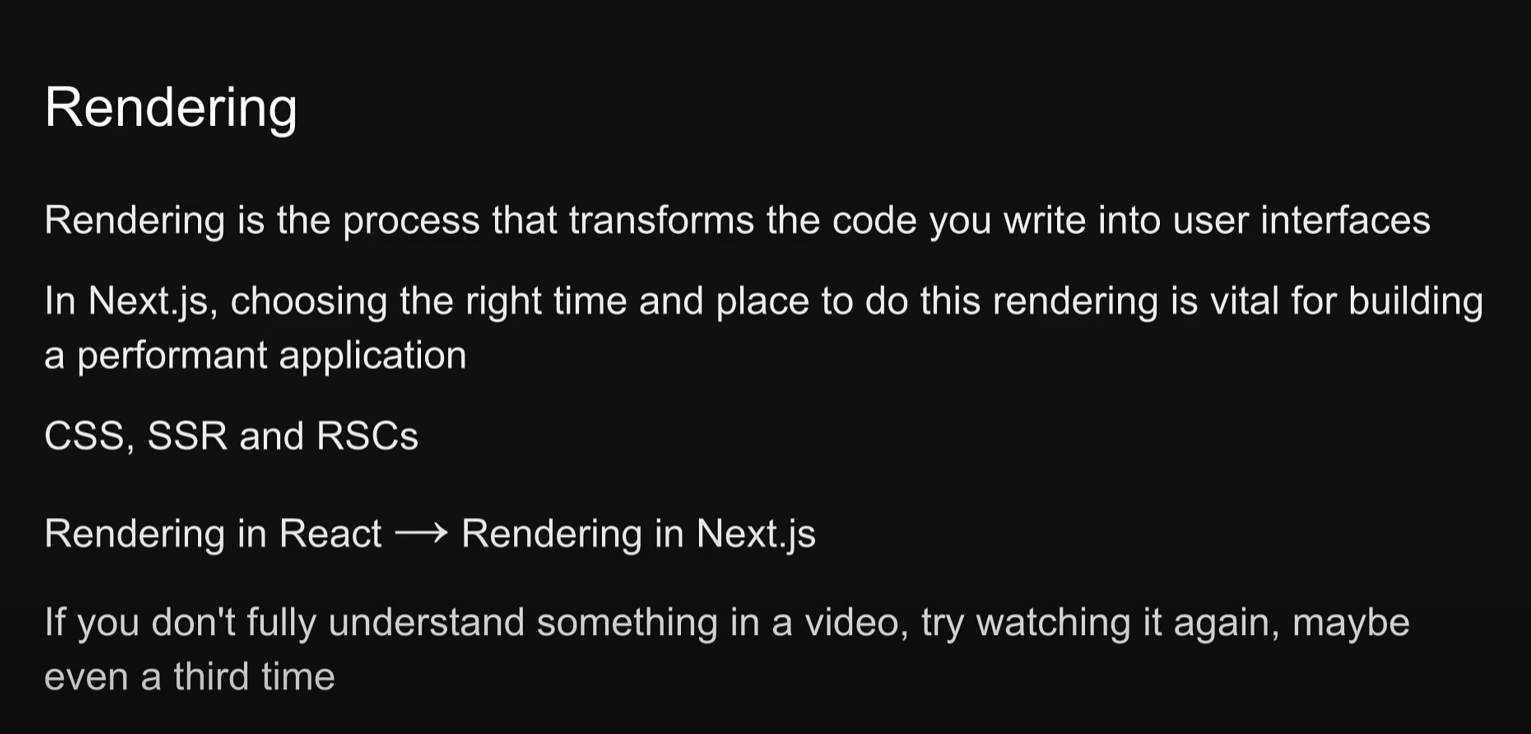 Rendering
Rendering is the process that transforms the code you write into user interfaces
In Next.js, choosing the right time and place to do this rendering is vital for building
a performant application
CSS, SSR and RSCs
Rendering in React ⟶ Rendering in Next.js
If you don't fully understand something in a video, try watching it again, maybe
even a third time